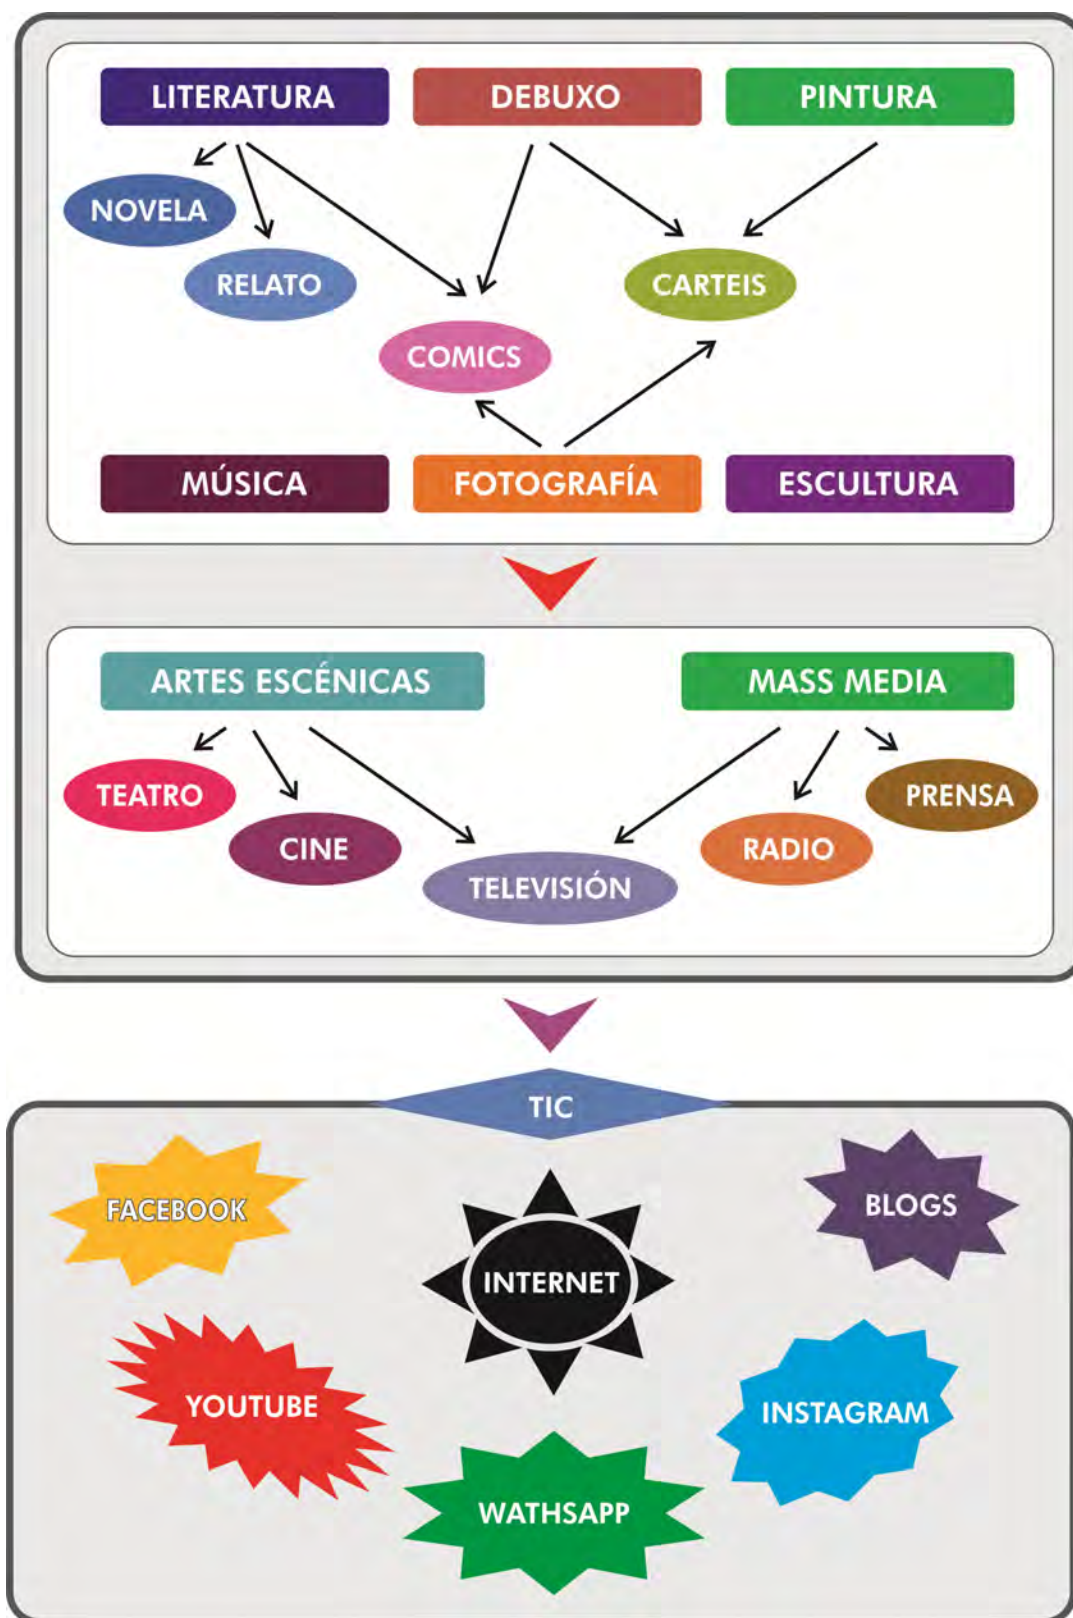 LITERATURA
DEBUXO
PINTURA
NOVELA
RELATO
CARTEIS
COMICS
MÚSICA
FOTOGRAFÍA
ESCULTURA
ARTES ESCÉNICAS
MASS MEDIA
TEATRO
PRENSA
CINE
RADIO
TELEVISIÓN
TIC
FACEBOOK
BLOGS
INTERNET
YOUTUBE
INSTAGRAM
WATHSAPP